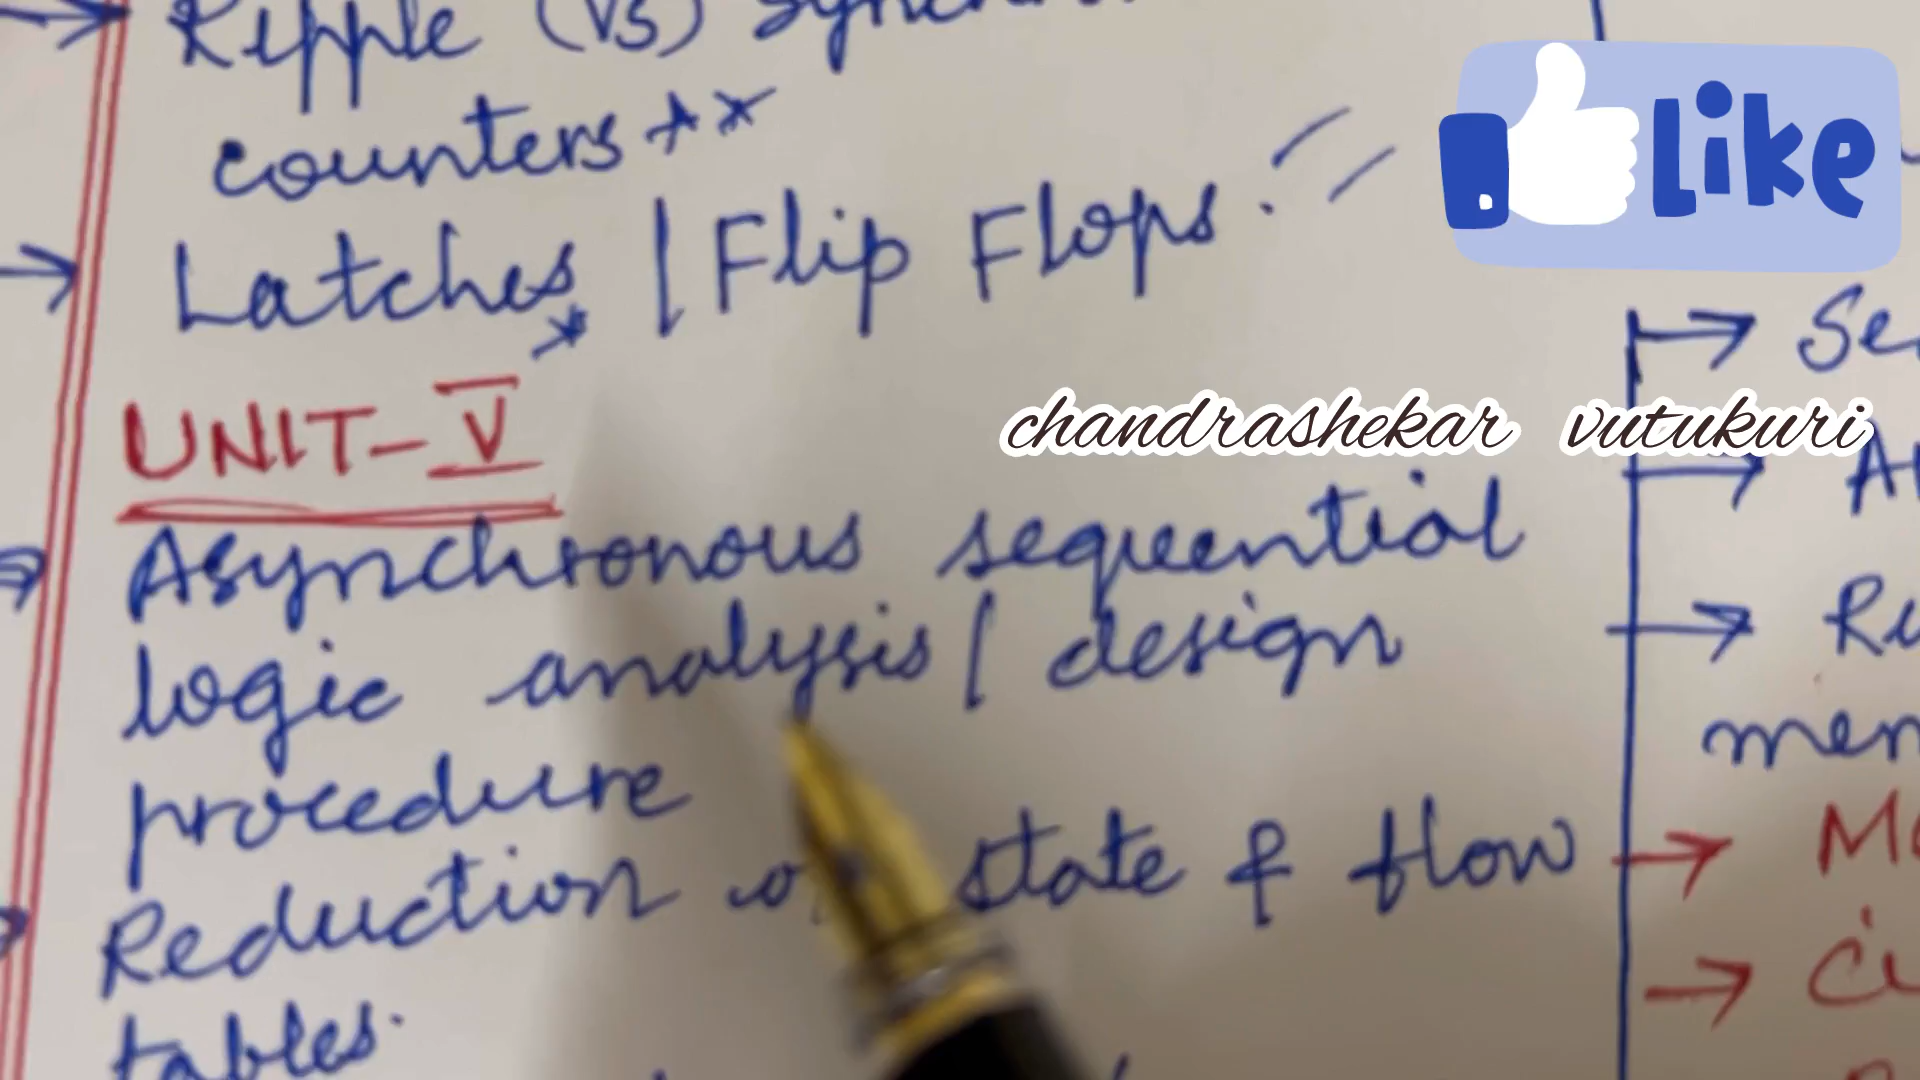 Ripple (VS)
counters **
Latches * | Flip Flops.
UNIT-V
Asynchronous sequential
logic analysis | design
procedure
Reduction of state & flow
tables.
LiKe
chandrashekar vutukuri